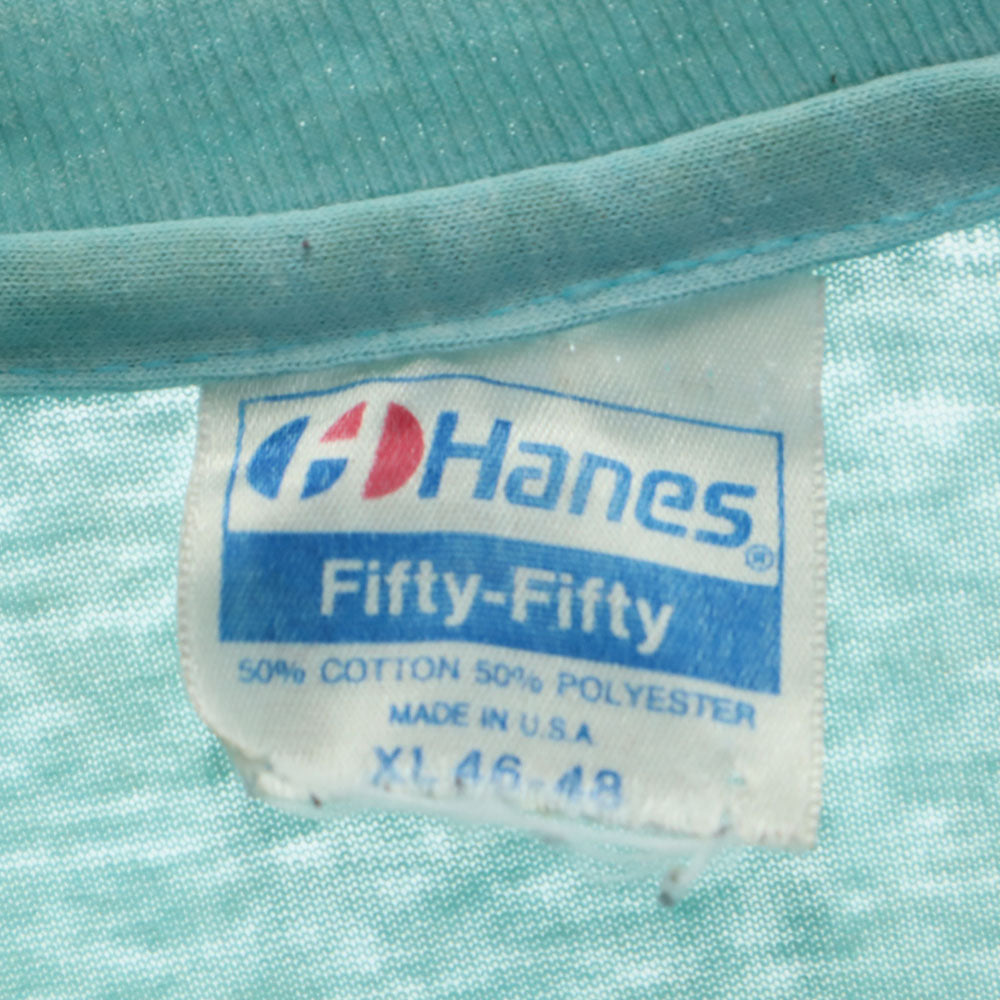 Hanes®
Fifty-Fifty
50% COTTON 50% POLYESTER
MADE IN U.S.A
XL 46-48